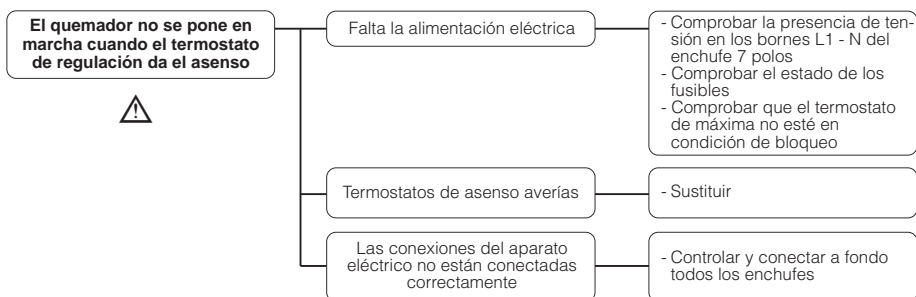 El quemador no se pone en
marcha cuando el termostato
de regulación da el asenso
Falta la alimentación eléctrica
- Comprobar la presencia de ten-
sión en los bornes L1 - N del
enchufe 7 polos
- Comprobar el estado de los
fusibles
- Comprobar que el termostato
de máxima no esté en
condición de bloqueo
Termostatos de asenso averías
- Sustituir
Las conexiones del aparato
eléctrico no están conectadas
correctamente
- Controlar y conectar a fondo
todos los enchufes